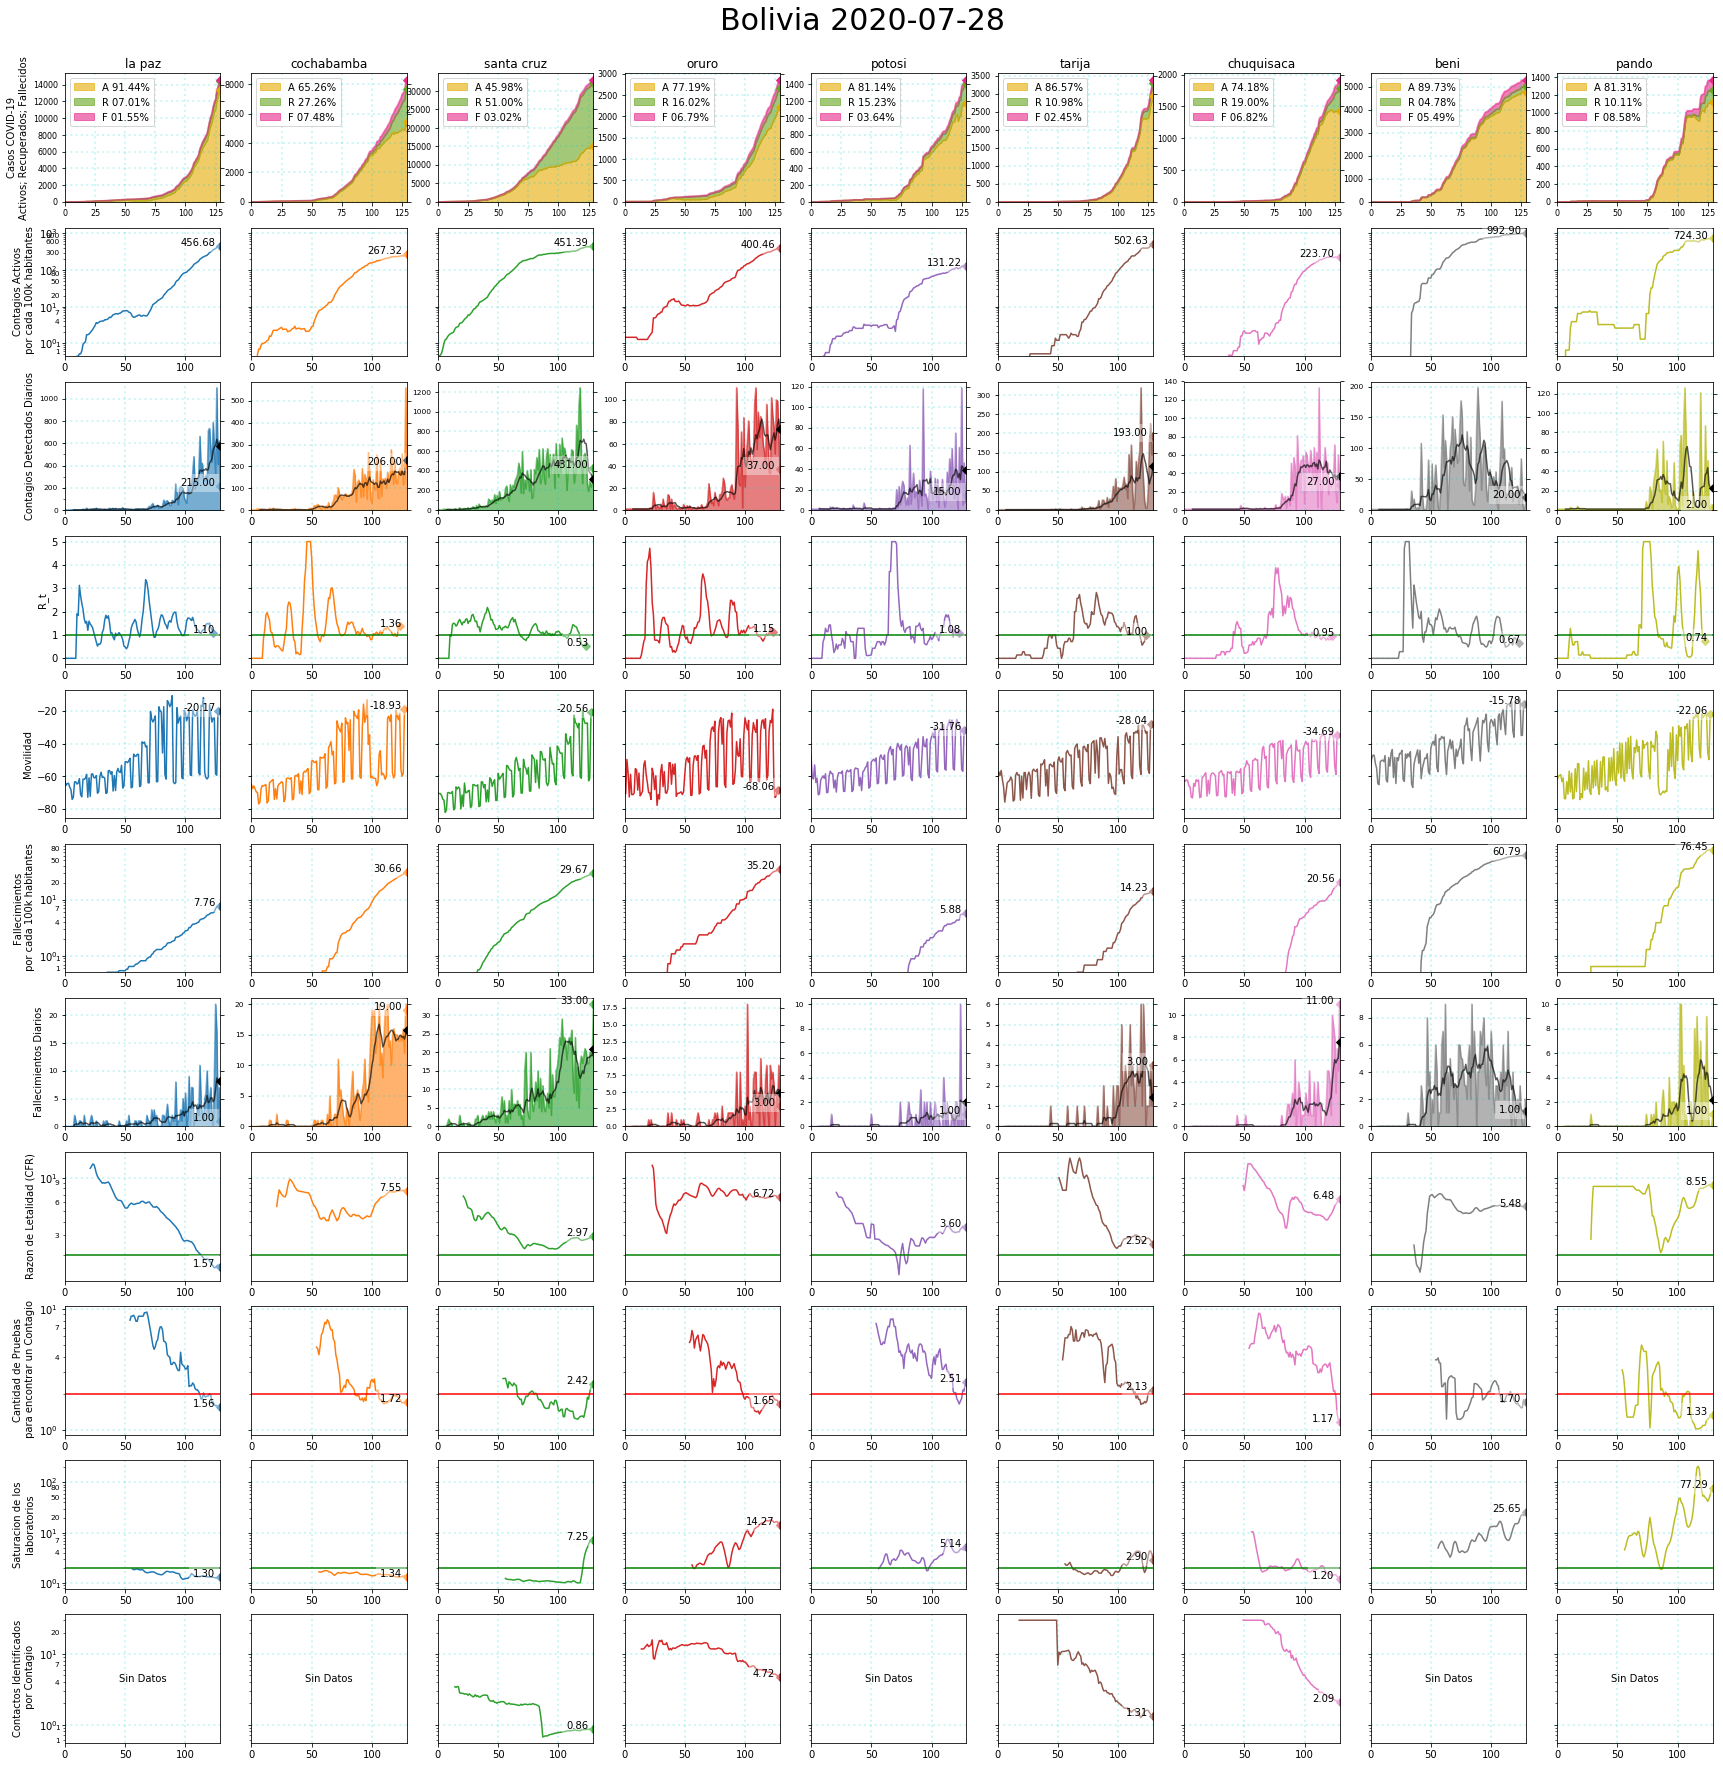 Bolivia 2020-07-28
la paz
cochabamba
santa cruz
oruro
potosi
tarija
chuquisaca
beni
pando
Casos COVID-19
Activos; Recuperados; Fallecidos
A 91.44%
R 07.01%
F 01.55%
A 65.26%
R 27.26%
F 07.48%
A 45.98%
R 51.00%
F 03.02%
A 77.19%
R 16.02%
F 06.79%
A 81.14%
R 15.23%
F 03.64%
A 86.57%
R 10.98%
F 02.45%
A 74.18%
R 19.00%
F 06.82%
A 89.73%
R 04.78%
F 05.49%
A 81.31%
R 10.11%
F 08.58%
Contagios Activos
por cada 100k habitantes
456.68
267.32
451.39
400.46
131.22
502.63
223.70
992.90
724.30
Contagios Detectados Diarios
215.00
206.00
431.00
37.00
15.00
193.00
27.00
20.00
2.00
R_t
1.10
1.36
0.53
1.15
1.08
1.00
0.95
0.67
0.74
Movilidad
-20.17
-18.93
-20.56
-68.06
-31.76
-28.04
-34.69
-15.78
-22.06
Fallecimientos
por cada 100k habitantes
7.76
30.66
29.67
35.20
5.88
14.23
20.56
60.79
76.45
Fallecimientos Diarios
1.00
19.00
33.00
3.00
1.00
3.00
11.00
1.00
1.00
Razon de Letalidad (CFR)
1.57
7.55
2.97
6.72
3.60
2.52
6.48
5.48
8.55
Cantidad de Pruebas
para encontrar un Contagio
1.56
1.72
2.42
1.65
2.51
2.13
1.17
1.70
1.33
Saturacion de los
laboratorios
1.30
1.34
7.25
14.27
5.14
2.90
1.20
25.65
77.29
Contactos Identificados
por Contagio
Sin Datos
Sin Datos
0.86
4.72
Sin Datos
1.31
2.09
Sin Datos
Sin Datos